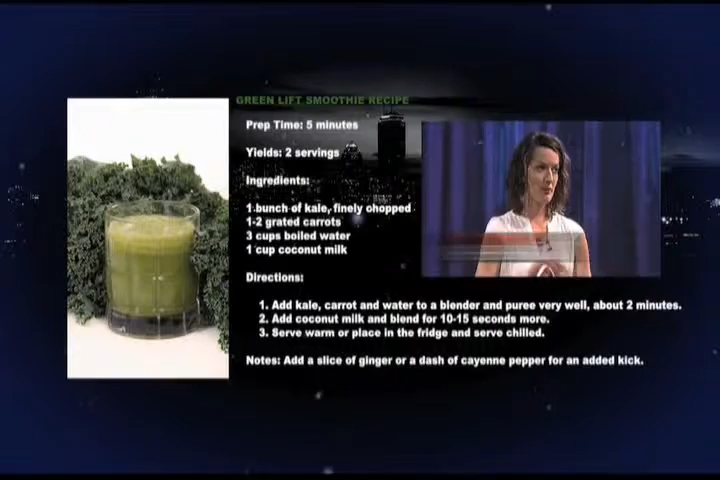 GREEN LIFT SMOOTHIE RECIPE
Prep Time: 5 minutes
Yields: 2 servings
Ingredients:
1 bunch of kale, finely chopped
1-2 grated carrots
3 cups boiled water
1 cup coconut milk
Directions:
1. Add kale, carrot and water to a blender and puree very well, about 2 minutes.
2. Add coconut milk and blend for 10-15 seconds more.
3. Serve warm or place in the fridge and serve chilled.
Notes: Add a slice of ginger or a dash of cayenne pepper for an added kick.